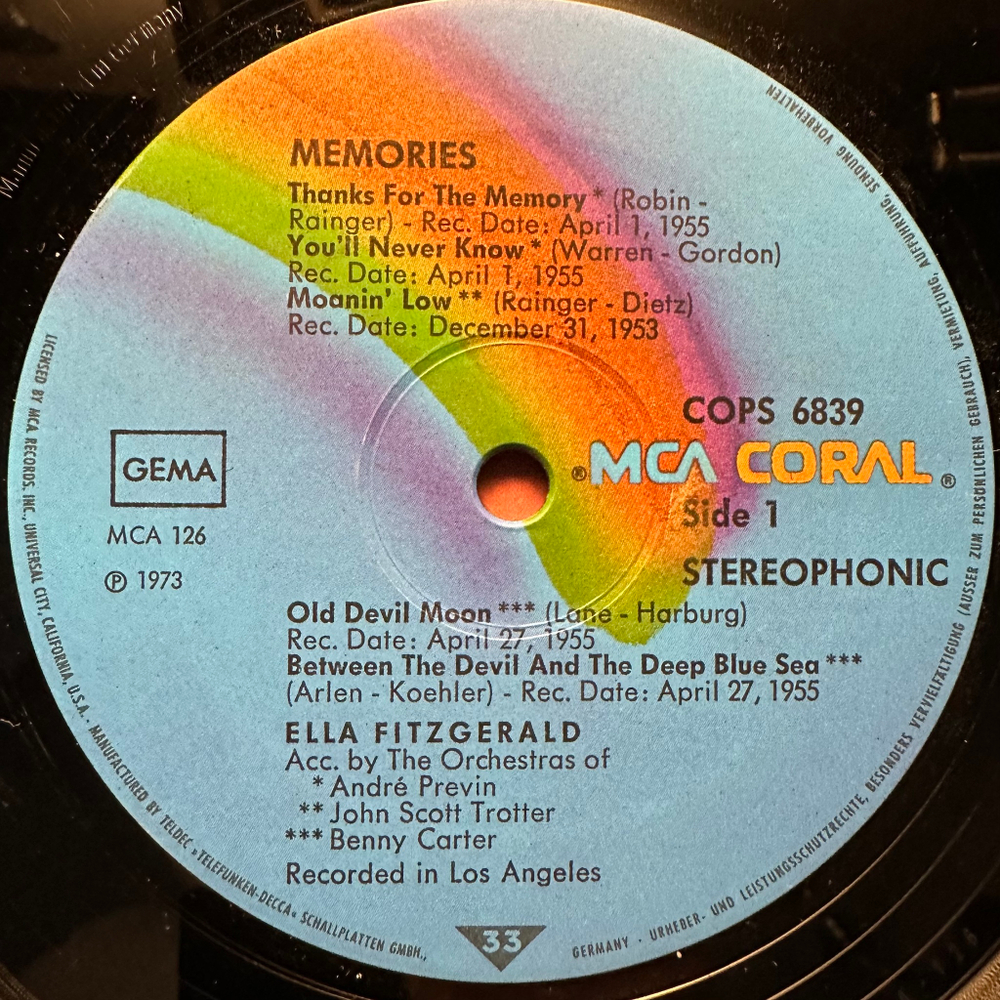 MEMORIES
Thanks For The Memory * (Robin -
Rainger) - Rec. Date: April 1, 1955
You'll Never Know * (Warren - Gordon)
Rec. Date: April 1, 1955
Moanin' Low ** (Rainger - Dietz)
Rec. Date: December 31, 1953
COPS 6839
® MCA CORAL ®
Side 1
STEREOPHONIC
GEMA
MCA 126
℗ 1973
Old Devil Moon *** (Lane - Harburg)
Rec. Date: April 27, 1955
Between The Devil And The Deep Blue Sea ***
(Arlen - Koehler) - Rec. Date: April 27, 1955
ELLA FITZGERALD
Acc. by The Orchestras of
* André Previn
** John Scott Trotter
*** Benny Carter
Recorded in Los Angeles
33
LICENSED BY MCA RECORDS, INC., UNIVERSAL CITY, CALIFORNIA, U.S.A. · MANUFACTURED BY TELDEC »TELEFUNKEN-DECCA« SCHALLPLATTEN GMBH.,
GERMANY · URHEBER- UND LEISTUNGSSCHUTZRECHTE, BESONDERS VERVIELFÄLTIGUNG (AUSSER ZUM PERSÖNLICHEN GEBRAUCH), VERMIETUNG, AUFFÜHRUNG, SENDUNG VORBEHALTEN
in Germany